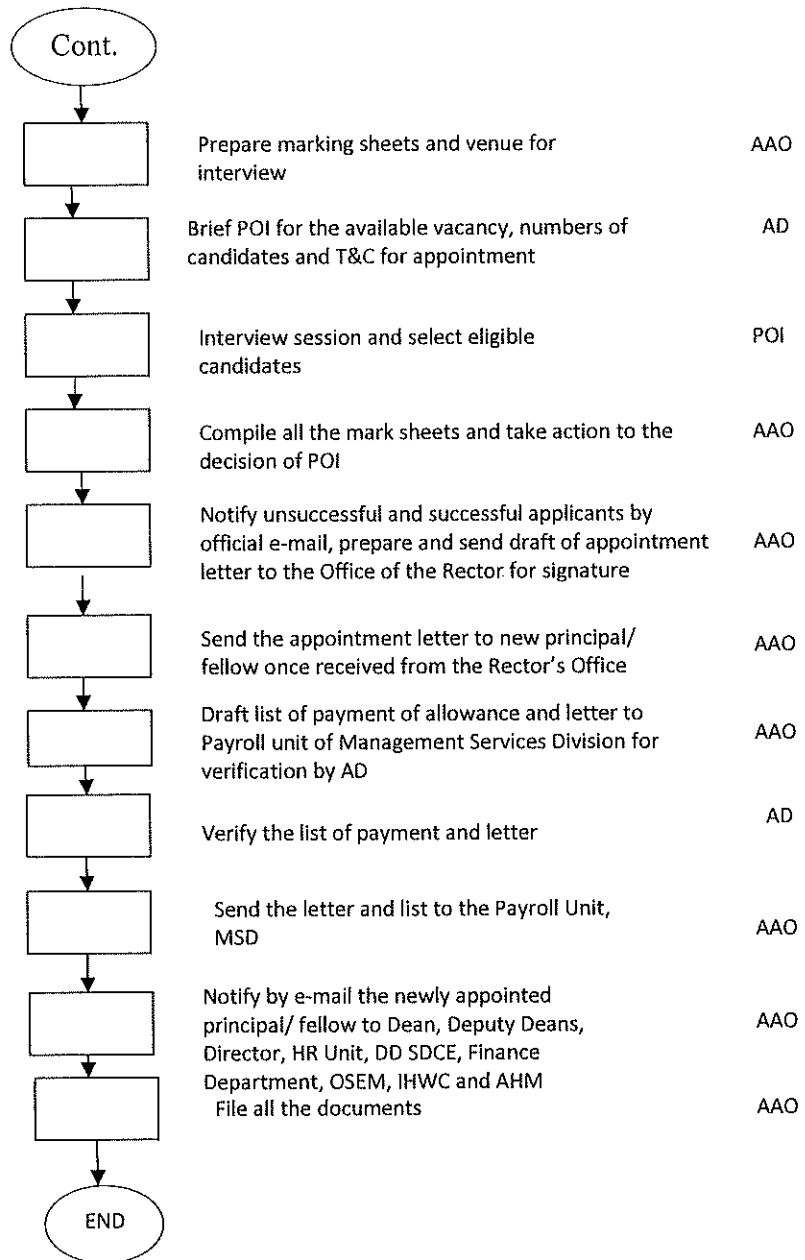 Cont.
Prepare marking sheets and venue for
interview
AAO
Brief POI for the available vacancy, numbers of
candidates and T&C for appointment
AD
Interview session and select eligible
candidates
POI
Compile all the mark sheets and take action to the
decision of POI
AAO
Notify unsuccessful and successful applicants by
official e-mail, prepare and send draft of appointment
letter to the Office of the Rector for signature
AAO
Send the appointment letter to new principal/
fellow once received from the Rector's Office
AAO
Draft list of payment of allowance and letter to
Payroll unit of Management Services Division for
verification by AD
AAO
Verify the list of payment and letter
AD
Send the letter and list to the Payroll Unit,
MSD
AAO
Notify by e-mail the newly appointed
principal/ fellow to Dean, Deputy Deans,
Director, HR Unit, DD SDCE, Finance
Department, OSEM, IHWC and AHM
AAO
File all the documents
AAO
END